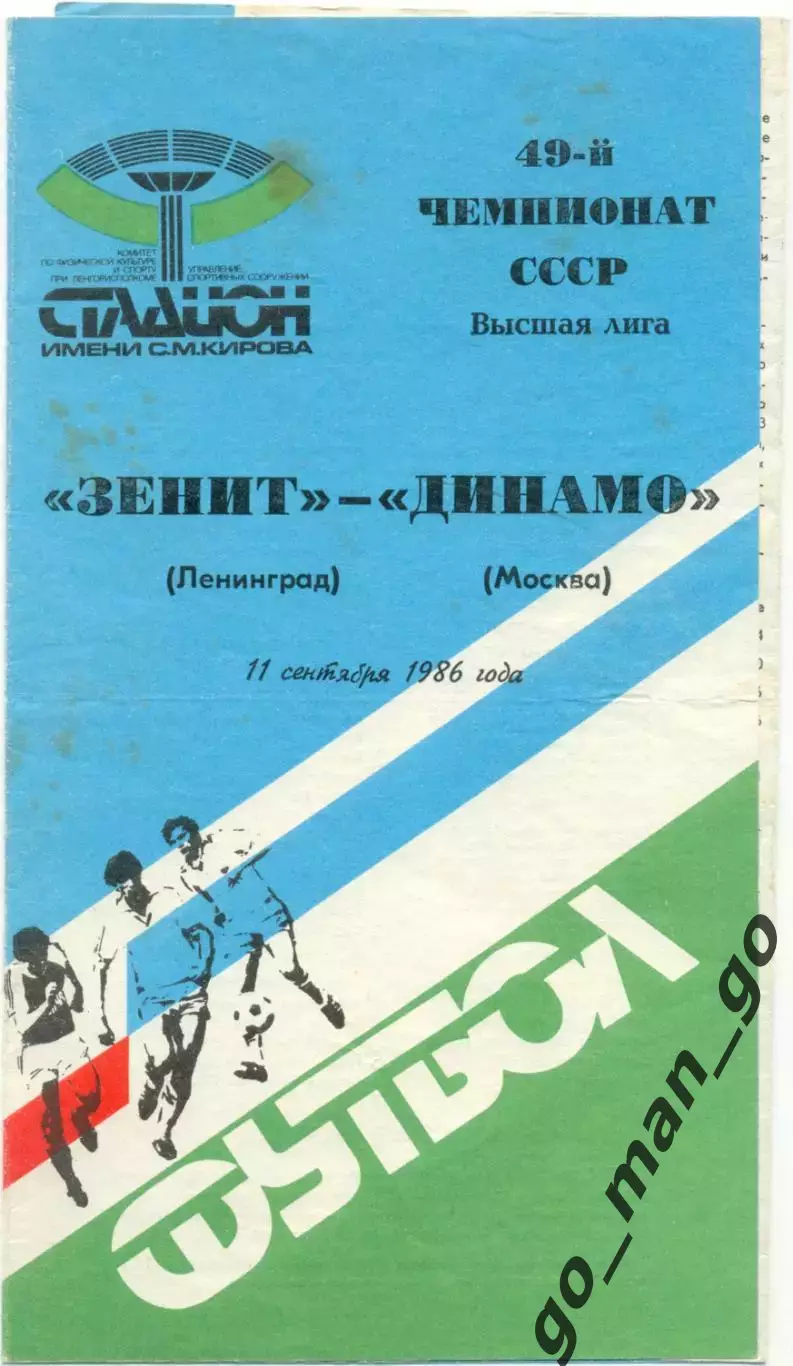 КОМИТЕТ
ПО ФИЗИЧЕСКОЙ КУЛЬТУРЕ
И СПОРТУ
ПРИ ЛЕНГОРИСПОЛКОМЕ
УПРАВЛЕНИЕ
СПОРТИВНЫХ СООРУЖЕНИЙ
СТАДИОН
ИМЕНИ С.М.КИРОВА
49-й
ЧЕМПИОНАТ
СССР
Высшая лига
«ЗЕНИТ» – «ДИНАМО»
(Ленинград) (Москва)
11 сентября 1986 года
ФУТБОЛ
go_man_go